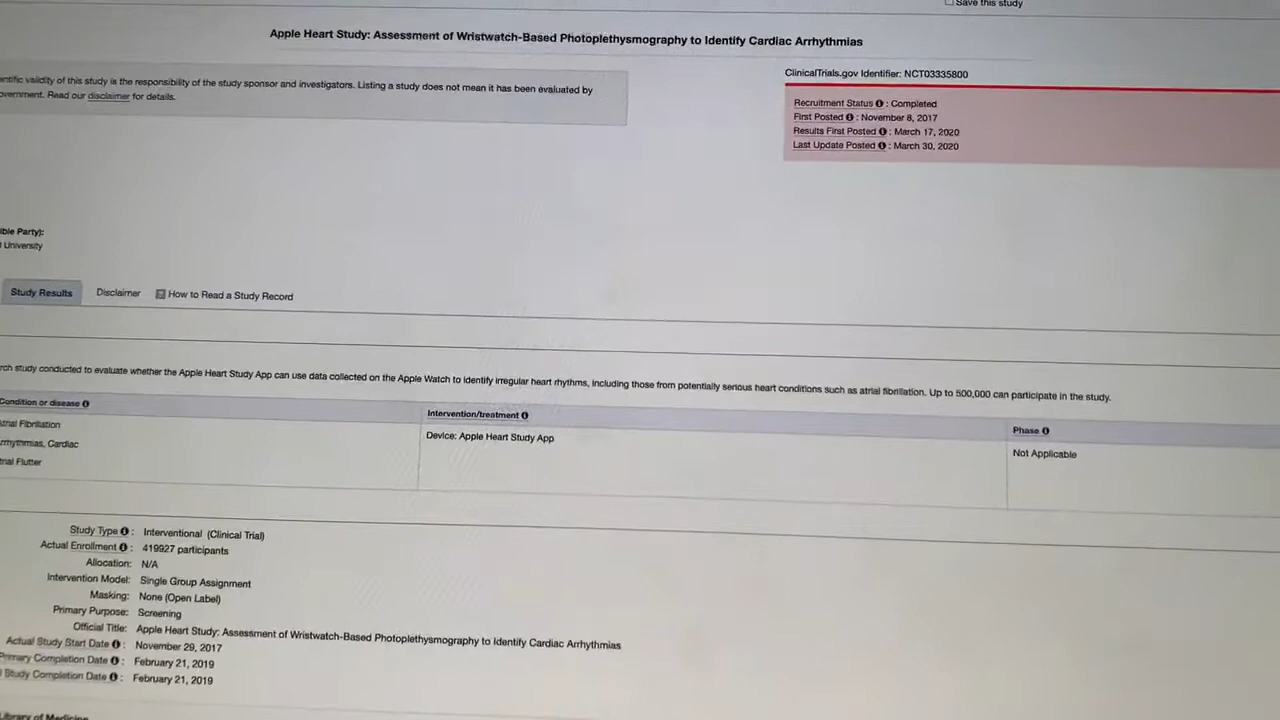 Save this study
Apple Heart Study: Assessment of Wristwatch-Based Photoplethysmography to Identify Cardiac Arrhythmias
validity of this study is the responsibility of the study sponsor and investigators. Listing a study does not mean it has been evaluated by
Read our disclaimer for details.
ClinicalTrials.gov Identifier: NCT03335800
Recruitment Status : Completed
First Posted : November 8, 2017
Results First Posted : March 17, 2020
Last Update Posted : March 30, 2020
Party):
University
Study Results Disclaimer How to Read a Study Record
study conducted to evaluate whether the Apple Heart Study App can use data collected on the Apple Watch to identify irregular heart rhythms, including those from potentially serious heart conditions such as atrial fibrillation. Up to 500,000 can participate in the study.
Condition or disease Intervention/treatment Phase
Fibrillation Device: Apple Heart Study App Not Applicable
Cardiac
Flutter
Study Type : Interventional (Clinical Trial)
Actual Enrollment : 419927 participants
Allocation: N/A
Intervention Model: Single Group Assignment
Masking: None (Open Label)
Primary Purpose: Screening
Official Title: Apple Heart Study: Assessment of Wristwatch-Based Photoplethysmography to Identify Cardiac Arrhythmias
Actual Study Start Date : November 29, 2017
Primary Completion Date : February 21, 2019
Study Completion Date : February 21, 2019
Library of Medicine